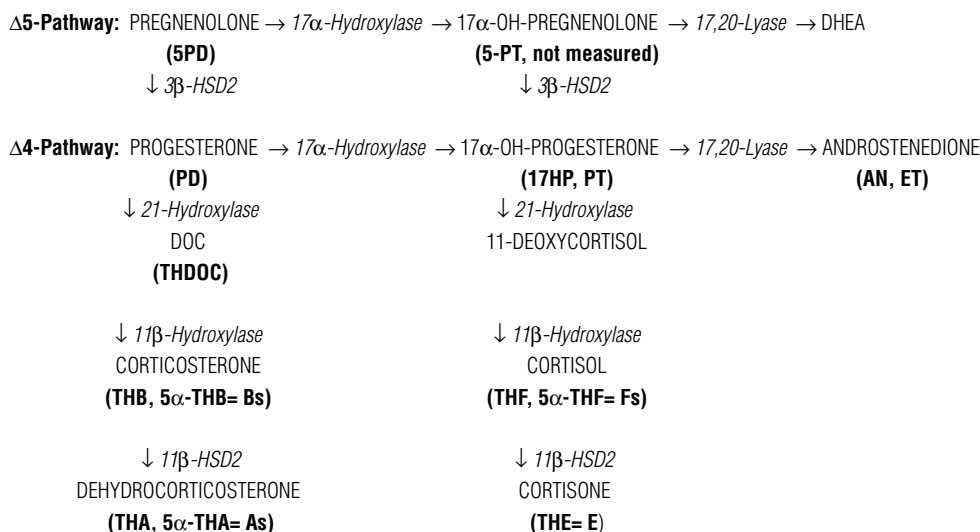 Δ5-Pathway: PREGNENOLONE → 17α-Hydroxylase → 17α-OH-PREGNENOLONE → 17,20-Lyase → DHEA
(5PD) (5-PT, not measured)
↓ 3β-HSD2 ↓ 3β-HSD2
Δ4-Pathway: PROGESTERONE → 17α-Hydroxylase → 17α-OH-PROGESTERONE → 17,20-Lyase → ANDROSTENEDIONE
(PD) (17HP, PT) (AN, ET)
↓ 21-Hydroxylase ↓ 21-Hydroxylase
DOC 11-DEOXYCORTISOL
(THDOC)
↓ 11β-Hydroxylase ↓ 11β-Hydroxylase
CORTICOSTERONE CORTISOL
(THB, 5α-THB= Bs) (THF, 5α-THF= Fs)
↓ 11β-HSD2 ↓ 11β-HSD2
DEHYDROCORTICOSTERONE CORTISONE
(THA, 5α-THA= As) (THE= E)